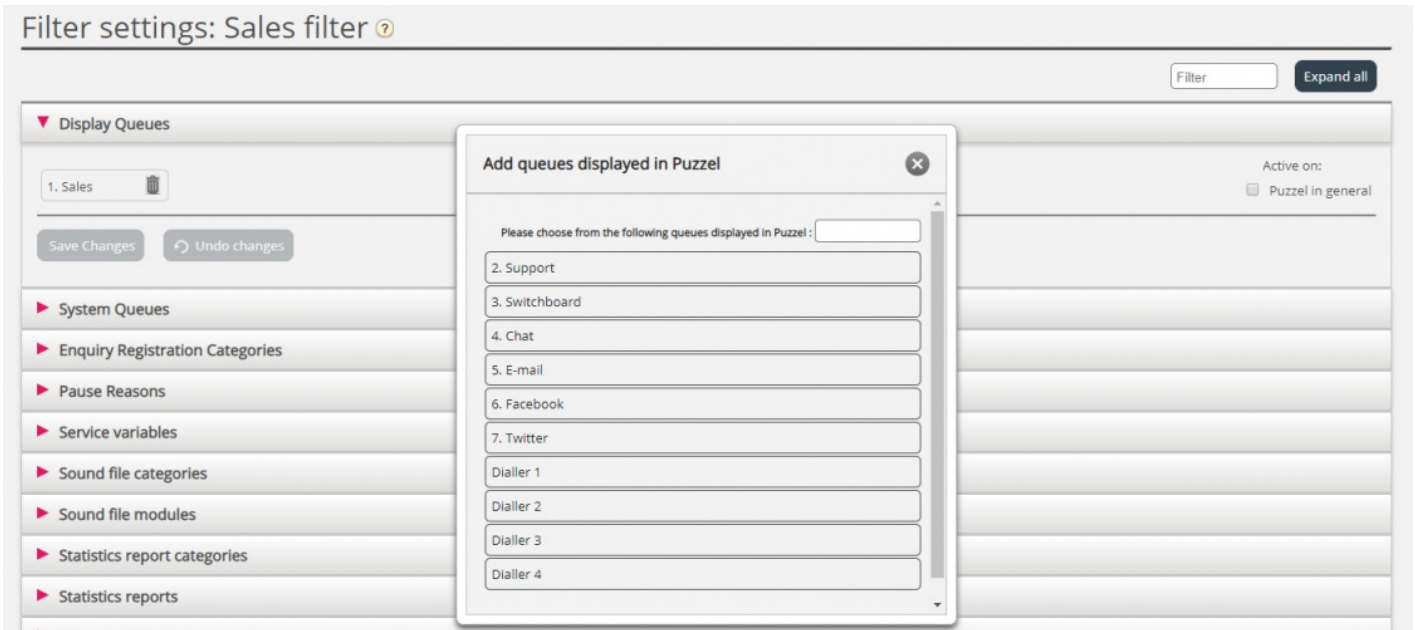 Filter settings: Sales filter ?
Filter
Expand all
Display Queues
1. Sales
Active on:
Puzzel in general
Save Changes
Undo changes
System Queues
Enquiry Registration Categories
Pause Reasons
Service variables
Sound file categories
Sound file modules
Statistics report categories
Statistics reports
Add queues displayed in Puzzel
Please choose from the following queues displayed in Puzzel :
2. Support
3. Switchboard
4. Chat
5. E-mail
6. Facebook
7. Twitter
Dialler 1
Dialler 2
Dialler 3
Dialler 4